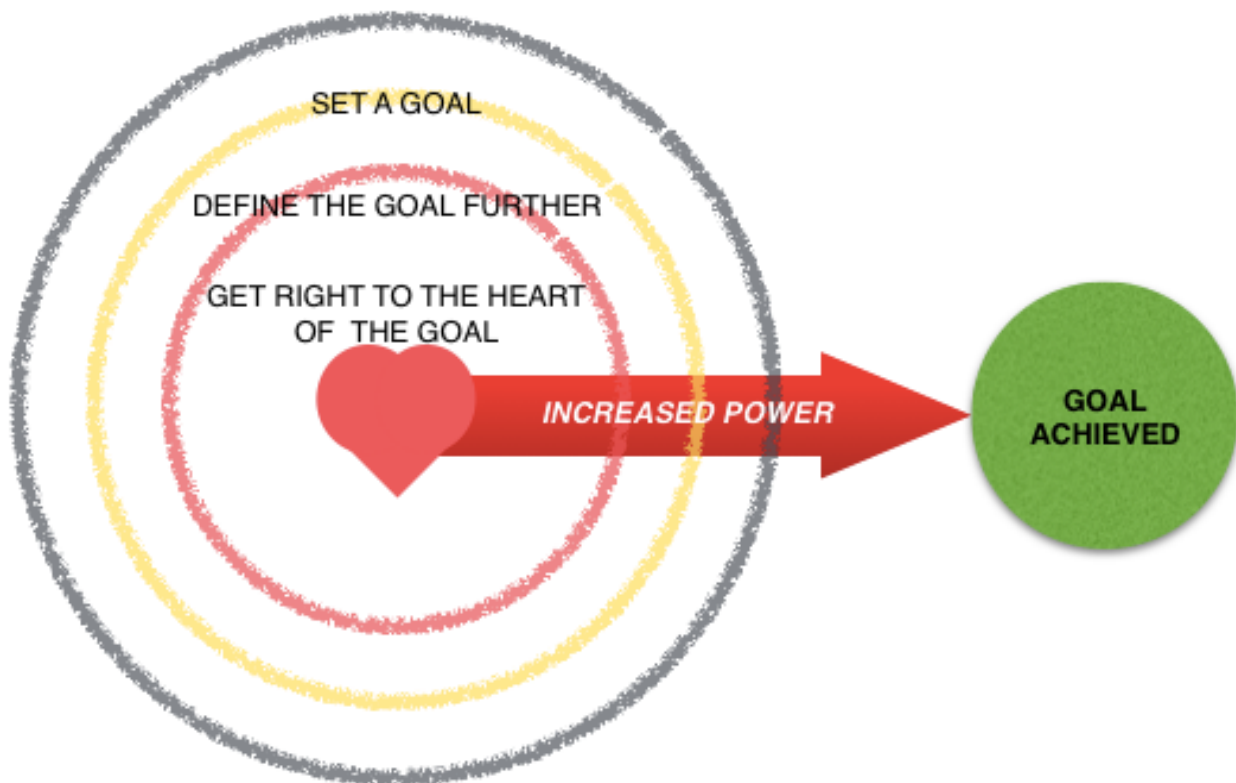 SET A GOAL
DEFINE THE GOAL FURTHER
GET RIGHT TO THE HEART
OF THE GOAL
INCREASED POWER
GOAL
ACHIEVED